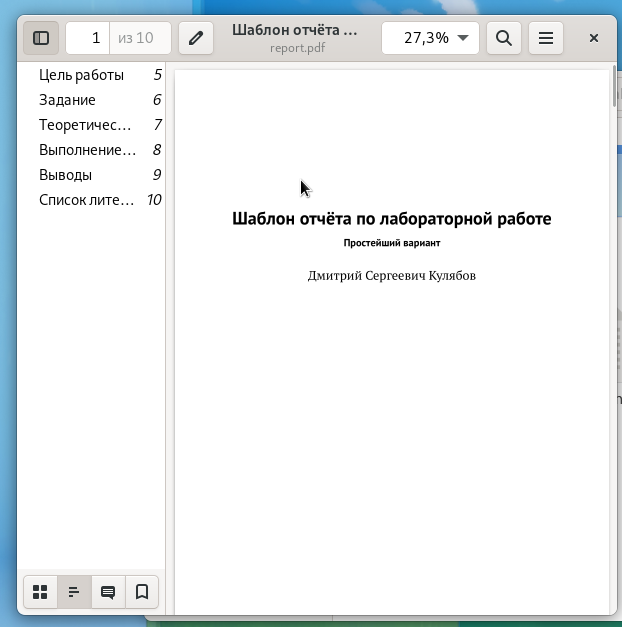 1 из 10
Шаблон отчёта ...
report.pdf
27,3%
Цель работы 5
Задание 6
Теоретичес... 7
Выполнение... 8
Выводы 9
Список лите... 10
Шаблон отчёта по лабораторной работе
Простейший вариант
Дмитрий Сергеевич Кулябов